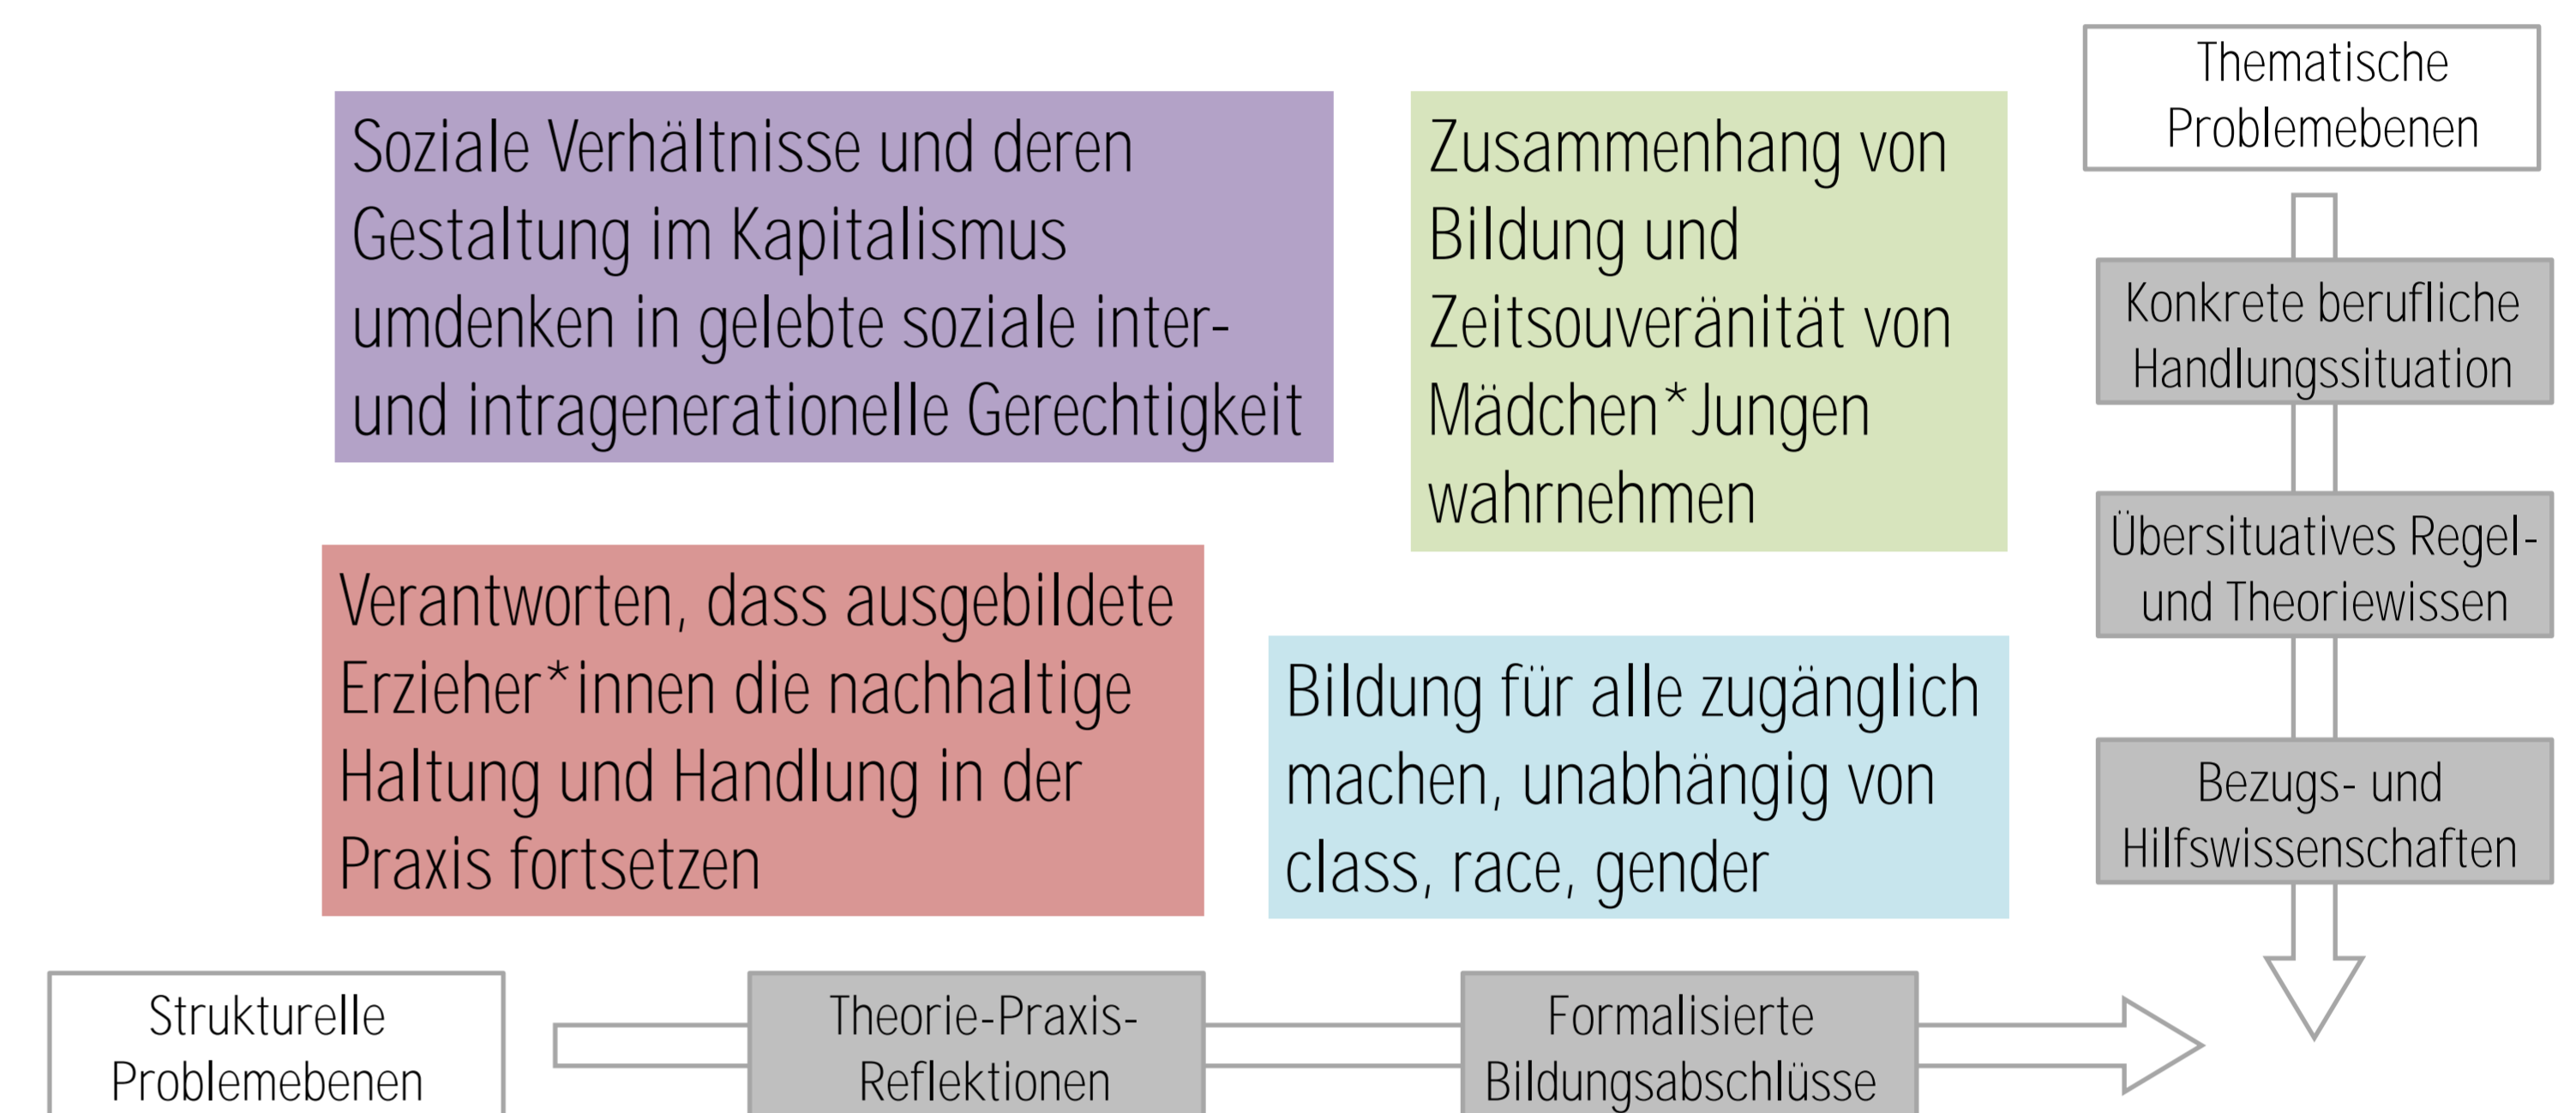 Thematische
Problemebenen
Soziale Verhältnisse und deren
Gestaltung im Kapitalismus
umdenken in gelebte soziale inter-
und intragenerationelle Gerechtigkeit
Zusammenhang von
Bildung und
Zeitsouveränität von
Mädchen*Jungen
wahrnehmen
Konkrete berufliche
Handlungssituation
Übersituatives Regel-
und Theoriewissen
Verantworten, dass ausgebildete
Erzieher*innen die nachhaltige
Haltung und Handlung in der
Praxis fortsetzen
Bildung für alle zugänglich
machen, unabhängig von
class, race, gender
Bezugs- und
Hilfswissenschaften
Strukturelle
Problemebenen
Theorie-Praxis-
Reflektionen
Formalisierte
Bildungsabschlüsse